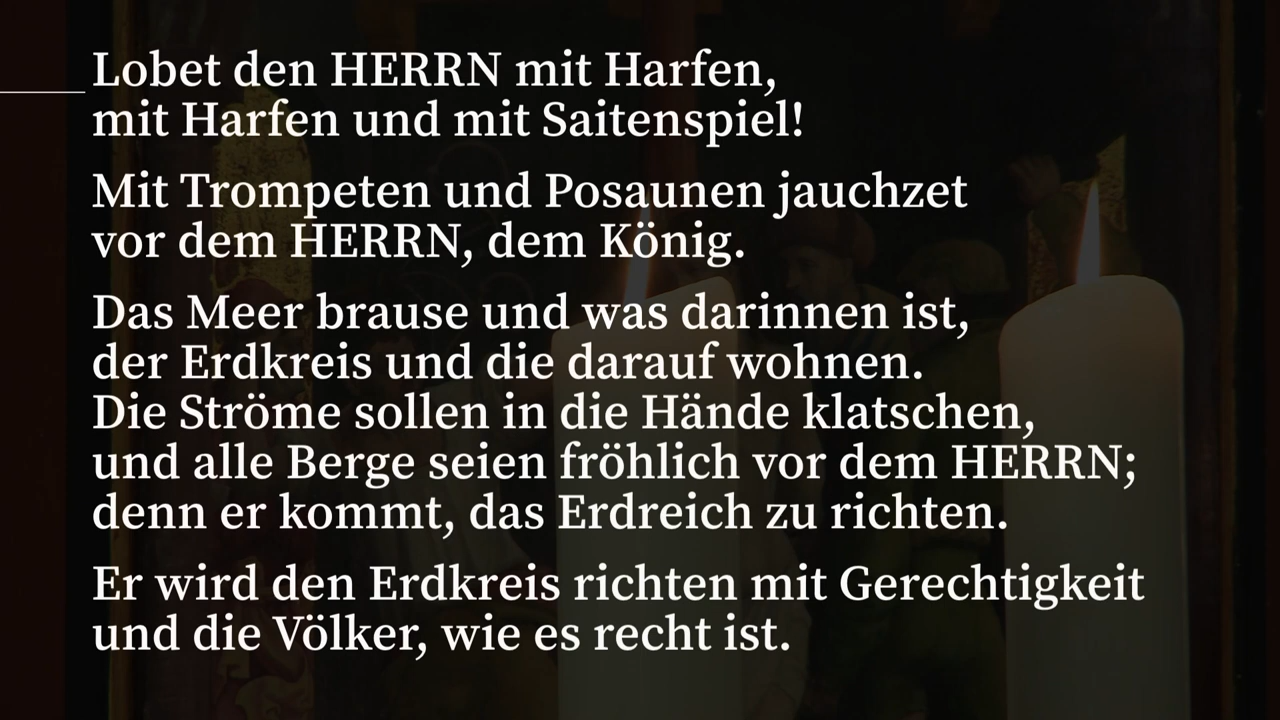 Lobet den HERRN mit Harfen,
mit Harfen und mit Saitenspiel!
Mit Trompeten und Posaunen jauchzet
vor dem HERRN, dem König.
Das Meer brause und was darinnen ist,
der Erdkreis und die darauf wohnen.
Die Ströme sollen in die Hände klatschen,
und alle Berge seien fröhlich vor dem HERRN;
denn er kommt, das Erdreich zu richten.
Er wird den Erdkreis richten mit Gerechtigkeit
und die Völker, wie es recht ist.